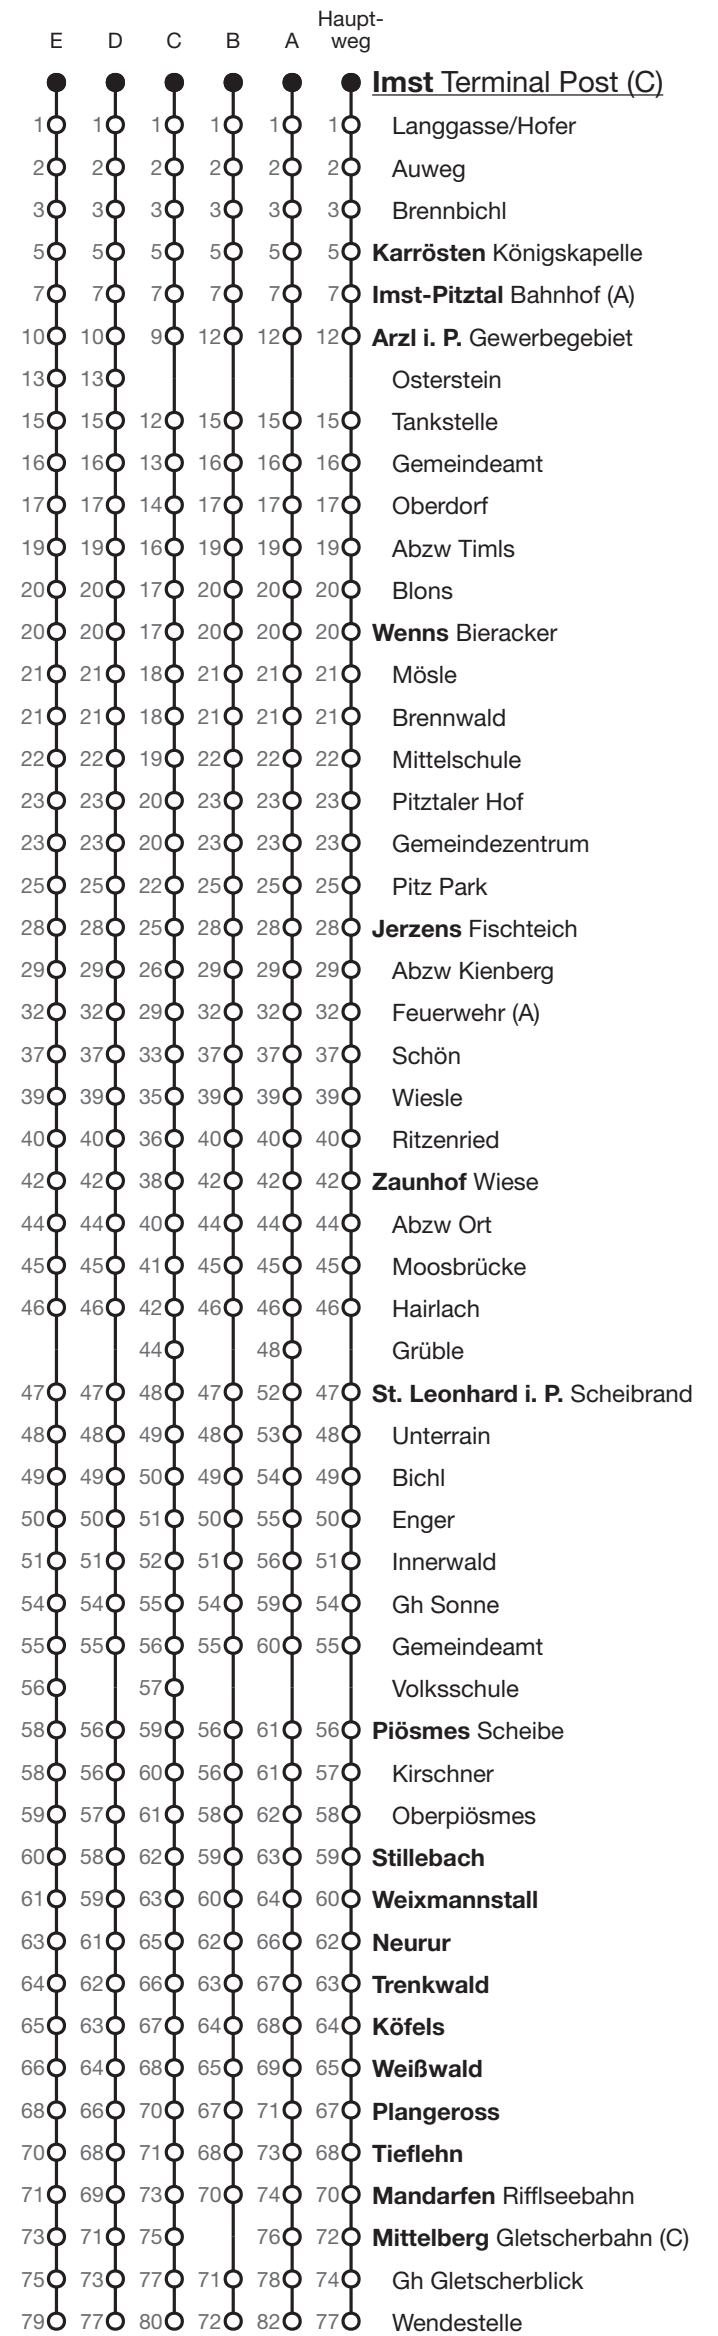 Haupt-
E D C B A weg
Imst Terminal Post (C)
1 1 1 1 1 1 Langgasse/Hofer
2 2 2 2 2 2 Auweg
3 3 3 3 3 3 Brennbichl
5 5 5 5 5 5 Karrösten Königskapelle
7 7 7 7 7 7 Imst-Pitztal Bahnhof (A)
10 10 9 12 12 12 Arzl i. P. Gewerbegebiet
13 13 Osterstein
15 15 12 15 15 15 Tankstelle
16 16 13 16 16 16 Gemeindeamt
17 17 14 17 17 17 Oberdorf
19 19 16 19 19 19 Abzw Timls
20 20 17 20 20 20 Blons
20 20 17 20 20 20 Wenns Bieracker
21 21 18 21 21 21 Mösle
21 21 18 21 21 21 Brennwald
22 22 19 22 22 22 Mittelschule
23 23 20 23 23 23 Pitztaler Hof
23 23 20 23 23 23 Gemeindezentrum
25 25 22 25 25 25 Pitz Park
28 28 25 28 28 28 Jerzens Fischteich
29 29 26 29 29 29 Abzw Kienberg
32 32 29 32 32 32 Feuerwehr (A)
37 37 33 37 37 37 Schön
39 39 35 39 39 39 Wiesle
40 40 36 40 40 40 Ritzenried
42 42 38 42 42 42 Zaunhof Wiese
44 44 40 44 44 44 Abzw Ort
45 45 41 45 45 45 Moosbrücke
46 46 42 46 46 46 Hairlach
44 48 Grüble
47 47 48 47 52 47 St. Leonhard i. P. Scheibrand
48 48 49 48 53 48 Unterrain
49 49 50 49 54 49 Bichl
50 50 51 50 55 50 Enger
51 51 52 51 56 51 Innerwald
54 54 55 54 59 54 Gh Sonne
55 55 56 55 60 55 Gemeindeamt
56 57 Volksschule
58 56 59 56 61 56 Piösmes Scheibe
58 56 60 56 61 57 Kirschner
59 57 61 58 62 58 Oberpiösmes
60 58 62 59 63 59 Stillebach
61 59 63 60 64 60 Weixmannstall
63 61 65 62 66 62 Neurur
64 62 66 63 67 63 Trenkwald
65 63 67 64 68 64 Köfels
66 64 68 65 69 65 Weißwald
68 66 70 67 71 67 Plangeross
70 68 71 68 73 68 Tieflehn
71 69 73 70 74 70 Mandarfen Rifflseebahn
73 71 75 76 72 Mittelberg Gletscherbahn (C)
75 73 77 71 78 74 Gh Gletscherblick
79 77 80 72 82 77 Wendestelle